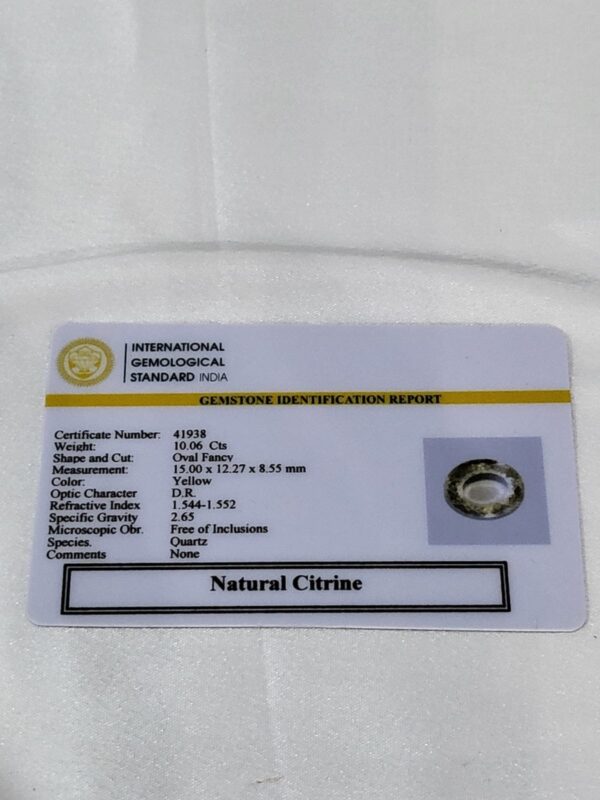 INTERNATIONAL
GEMOLOGICAL
STANDARD INDIA
GEMSTONE IDENTIFICATION REPORT
Certificate Number: 41938
Weight: 10.06 Cts
Shape and Cut: Oval Fancy
Measurement: 15.00 x 12.27 x 8.55 mm
Color: Yellow
Optic Character D.R.
Refractive Index 1.544-1.552
Specific Gravity 2.65
Microscopic Obr. Free of Inclusions
Species. Quartz
Comments None
Natural Citrine